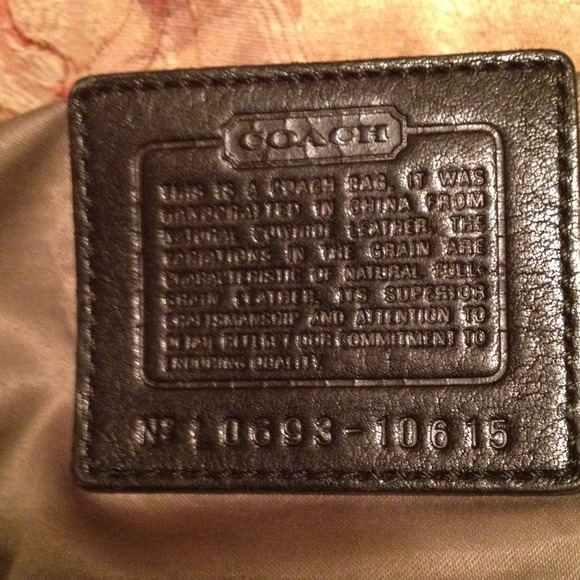 COACH
THIS IS A COACH BAG. IT WAS
HANDCRAFTED IN CHINA FROM
NATURAL COWHIDE LEATHER. THE
VARIATIONS IN THE GRAIN ARE
CHARACTERISTIC OF NATURAL FULL-
GRAIN LEATHER. ITS SUPERIOR
CRAFTSMANSHIP AND ATTENTION TO
DETAIL REFLECT OUR COMMITMENT TO
ENDURING QUALITY.
Nº L0693-10615